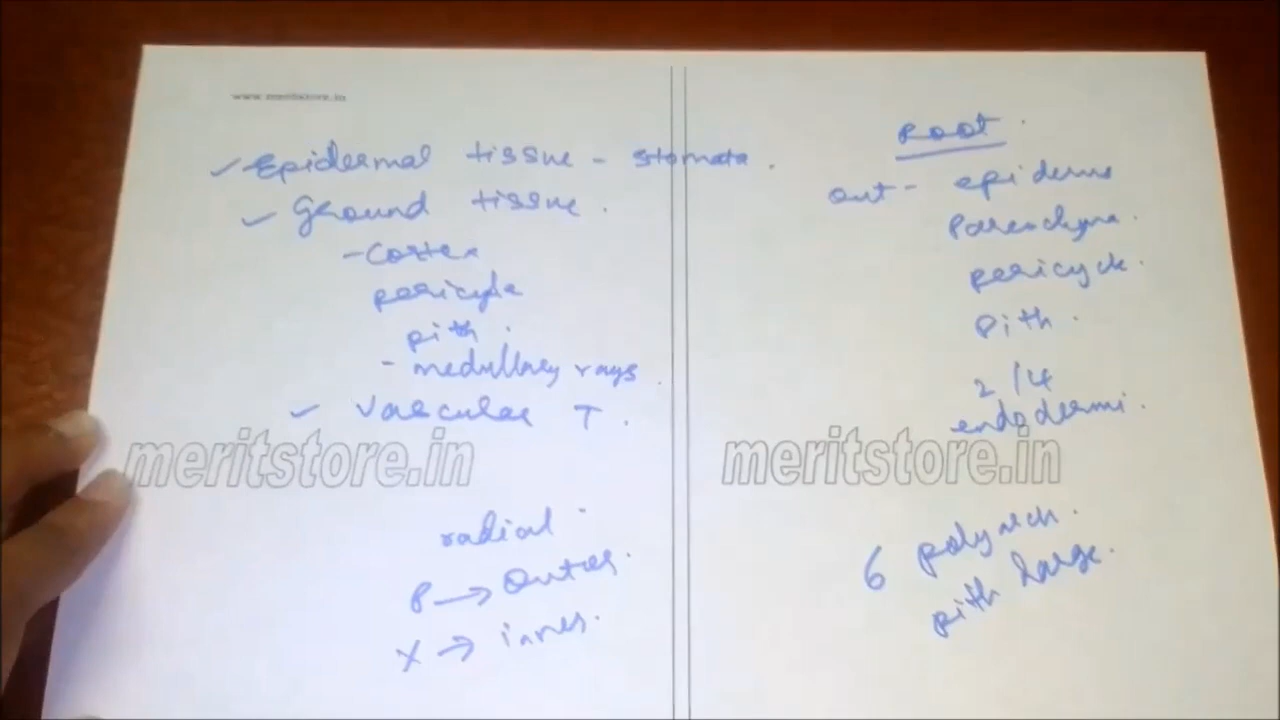 www.meritstore.in
Epidermal tissue - stomata.
Ground tissue.
- Cortex
pericycle
pith.
- medullary rays
Vascular T.
meritstore.in
radial
P → outer.
X → inner.
Root.
out - epiderms
Parenchyma.
pericycle.
Pith.
2/4
endodermi.
meritstore.in
6 polyarch.
pith large.